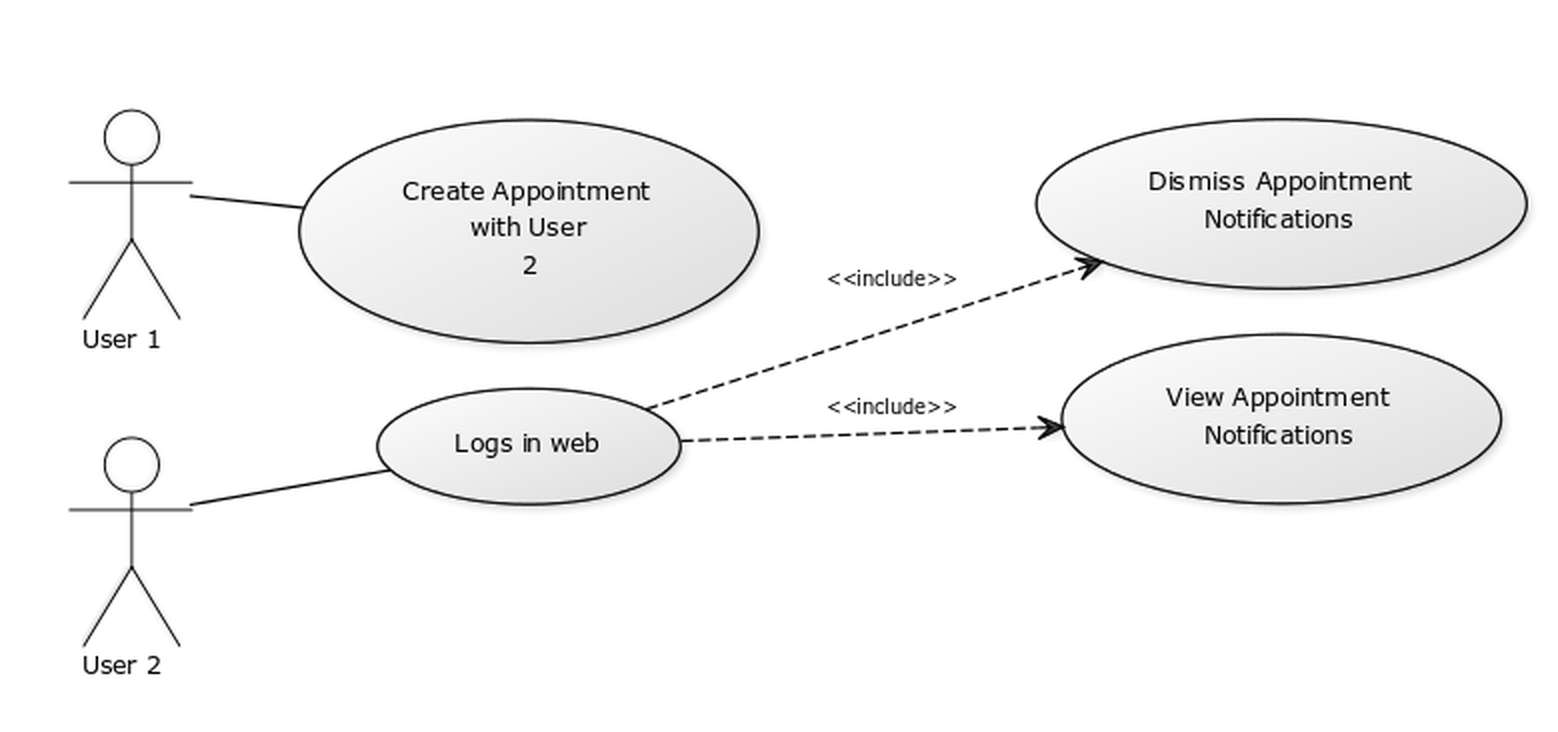 Create Appointment
with User
2
User 1
Dismiss Appointment
Notifications
<<include>>
<<include>>
View Appointment
Notifications
Logs in web
User 2